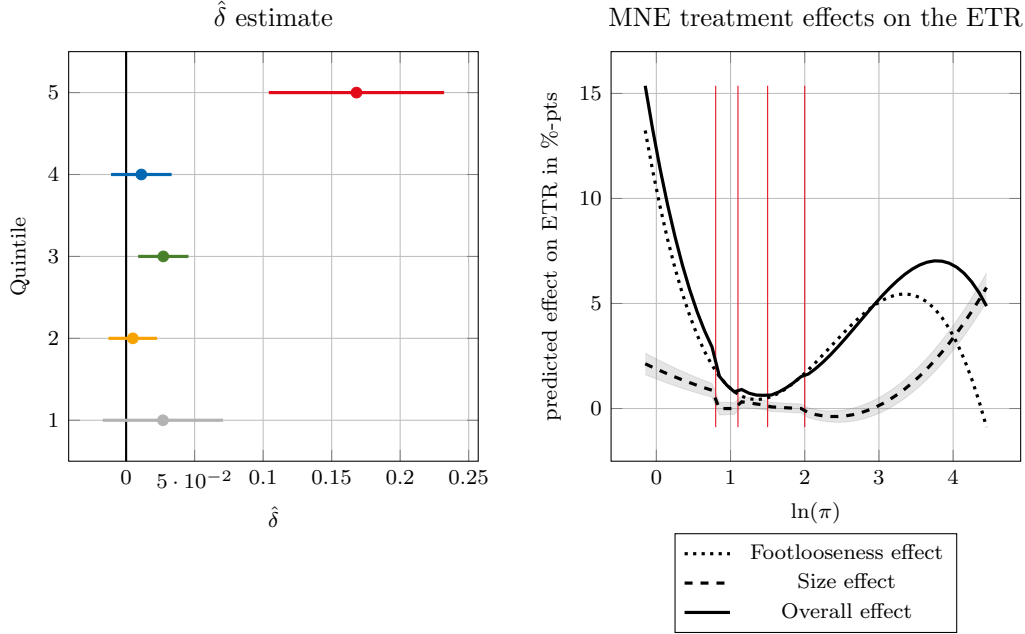 δ̂ estimate
5
4
3
2
1
Quintile
0
5 · 10⁻²
0.1
0.15
0.2
0.25
δ̂
MNE treatment effects on the ETR
15
10
5
0
predicted effect on ETR in %-pts
0
1
2
3
4
ln(π)
Footlooseness effect
Size effect
Overall effect